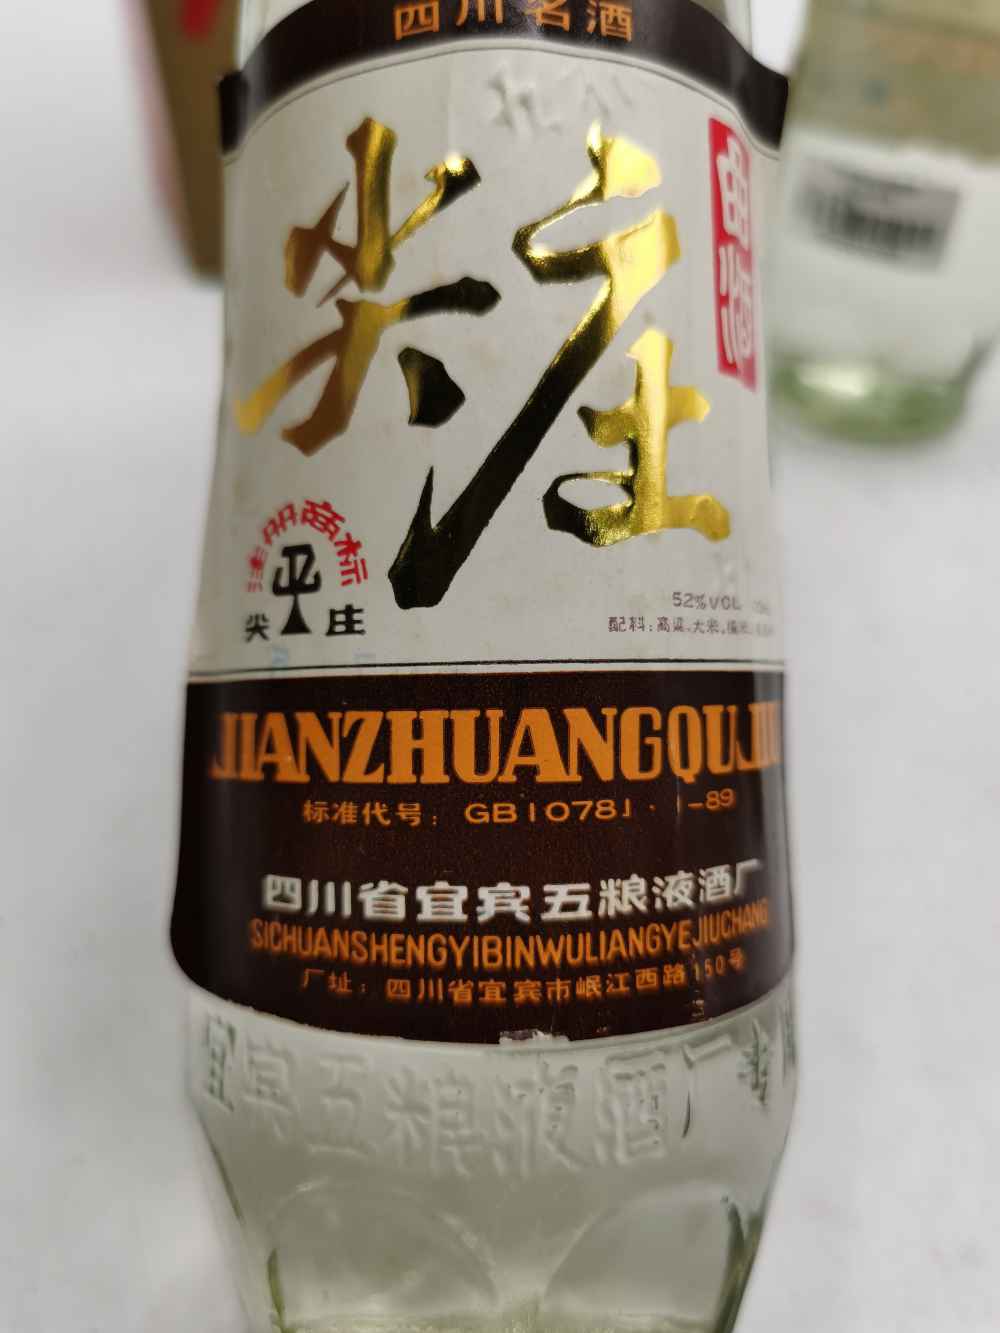 四川名酒
尖庄
曲酒
注册商标
尖庄
52%VOL
配料:高粱、大米、糯米、
JIANZHUANGQUJIU
标准代号:GB10781·1-89
四川省宜宾五粮液酒厂
SICHUANSHENGYIBINWULIANGYEJIUCHANG
厂址:四川省宜宾市岷江西路150号
宜宾五粮液酒厂专